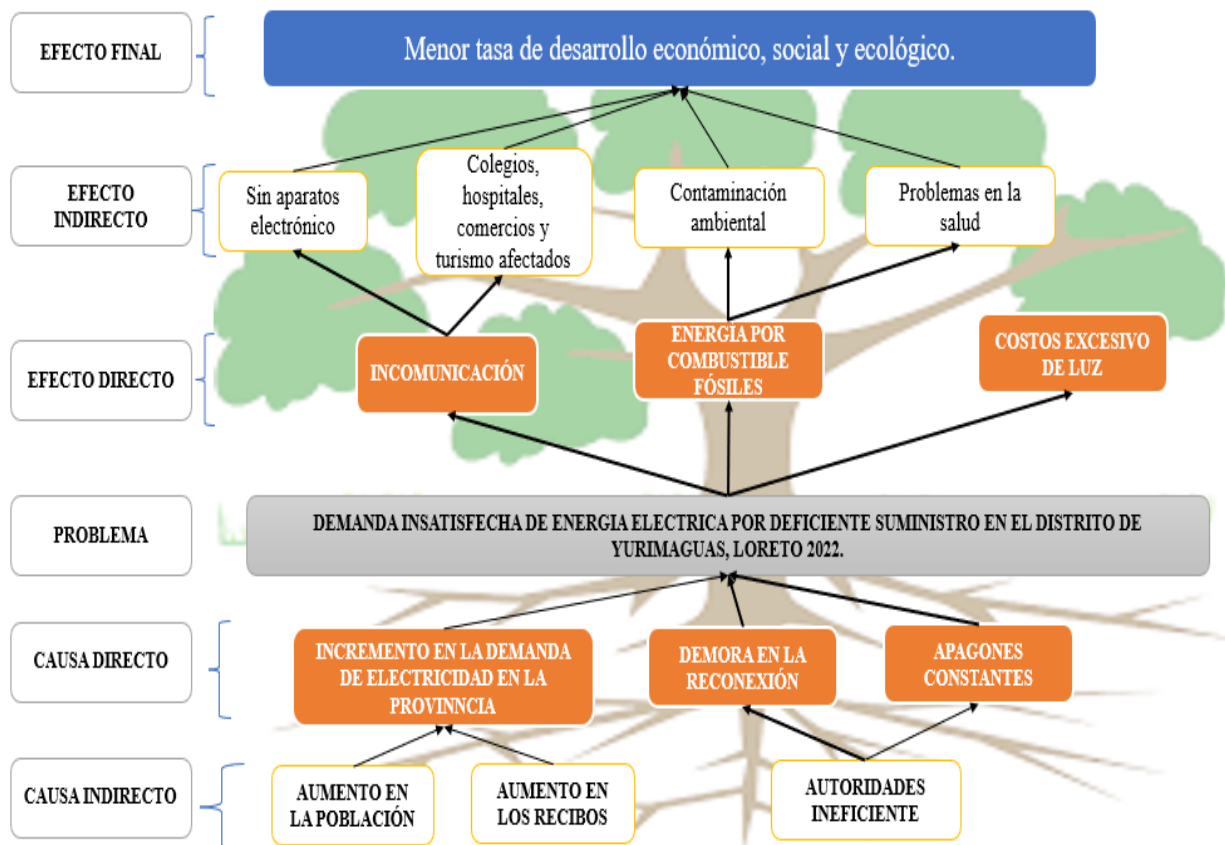 EFECTO FINAL
Menor tasa de desarrollo económico, social y ecológico.
EFECTO
INDIRECTO
Sin aparatos
electrónico
Colegios,
hospitales,
comercios y
turismo afectados
Contaminación
ambiental
Problemas en la
salud
EFECTO DIRECTO
INCOMUNICACIÓN
ENERGÍA POR
COMBUSTIBLE
FÓSILES
COSTOS EXCESIVO
DE LUZ
PROBLEMA
DEMANDA INSATISFECHA DE ENERGIA ELECTRICA POR DEFICIENTE SUMINISTRO EN EL DISTRITO DE
YURIMAGUAS, LORETO 2022.
CAUSA DIRECTO
INCREMENTO EN LA DEMANDA
DE ELECTRICIDAD EN LA
PROVINNCIA
DEMORA EN LA
RECONEXIÓN
APAGONES
CONSTANTES
CAUSA INDIRECTO
AUMENTO EN
LA POBLACIÓN
AUMENTO EN
LOS RECIBOS
AUTORIDADES
INEFICIENTE